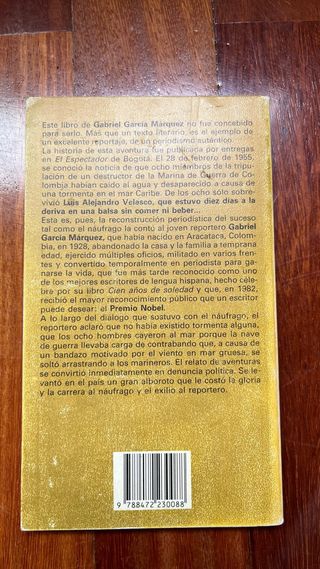 Este libro de Gabriel García Márquez no fue concebido
para serlo. Más que un texto literario, es el ejemplo de
un excelente reportaje, de un periodismo auténtico.
La historia de esta aventura fue publicada por entregas
en El Espectador de Bogotá. El 28 de febrero de 1955,
se conoció la noticia de que ocho miembros de la tripu-
lación de un destructor de la Marina de Guerra de Co-
lombia habían caído al agua y desaparecido a causa de
una tormenta en el mar Caribe. De los ocho sólo sobre-
vivió Luis Alejandro Velasco, que estuvo diez días a la
deriva en una balsa sin comer ni beber...
Esta es, pues, la reconstrucción periodística del suceso
tal como el náufrago la contó al joven reportero Gabriel
García Márquez, que había nacido en Aracataca, Colom-
bia, en 1928, abandonado la casa y la familia a temprana
edad, ejercido múltiples oficios, militado en varios fren-
tes y convertido temporalmente en periodista para ga-
narse la vida, que fue más tarde reconocido como uno
de los mejores escritores de lengua hispana, hecho céle-
bre por su libro Cien años de soledad y que, en 1982,
recibió el mayor reconocimiento público que un escritor
puede desear: el Premio Nobel.
A lo largo del dialogo que sostuvo con el náufrago, el
reportero aclaró que no había existido tormenta alguna,
que los ocho hombres cayeron al mar porque la nave
de guerra llevaba carga de contrabando que, a causa de
un bandazo motivado por el viento en mar gruesa, se
soltó arrastrando a los marineros. El relato de aventuras
se convirtio inmediatamente en denuncia política. Se le-
vantó en el país un gran alboroto que le costó la gloria
y la carrera al náufrago y el exilio al reportero.
9 788472 230088